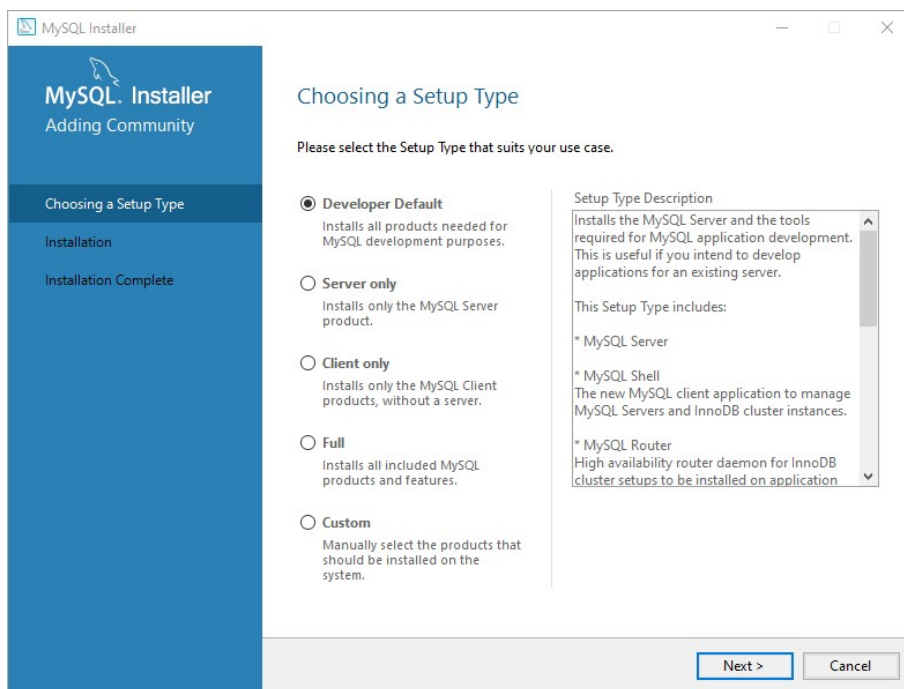 MySQL Installer
MySQL. Installer
Adding Community
Choosing a Setup Type
Installation
Installation Complete
Choosing a Setup Type
Please select the Setup Type that suits your use case.
Developer Default
Installs all products needed for
MySQL development purposes.
Server only
Installs only the MySQL Server
product.
Client only
Installs only the MySQL Client
products, without a server.
Full
Installs all included MySQL
products and features.
Custom
Manually select the products that
should be installed on the
system.
Setup Type Description
Installs the MySQL Server and the tools
required for MySQL application development.
This is useful if you intend to develop
applications for an existing server.
This Setup Type includes:
* MySQL Server
* MySQL Shell
The new MySQL client application to manage
MySQL Servers and InnoDB cluster instances.
* MySQL Router
High availability router daemon for InnoDB
cluster setups to be installed on application
Next >
Cancel